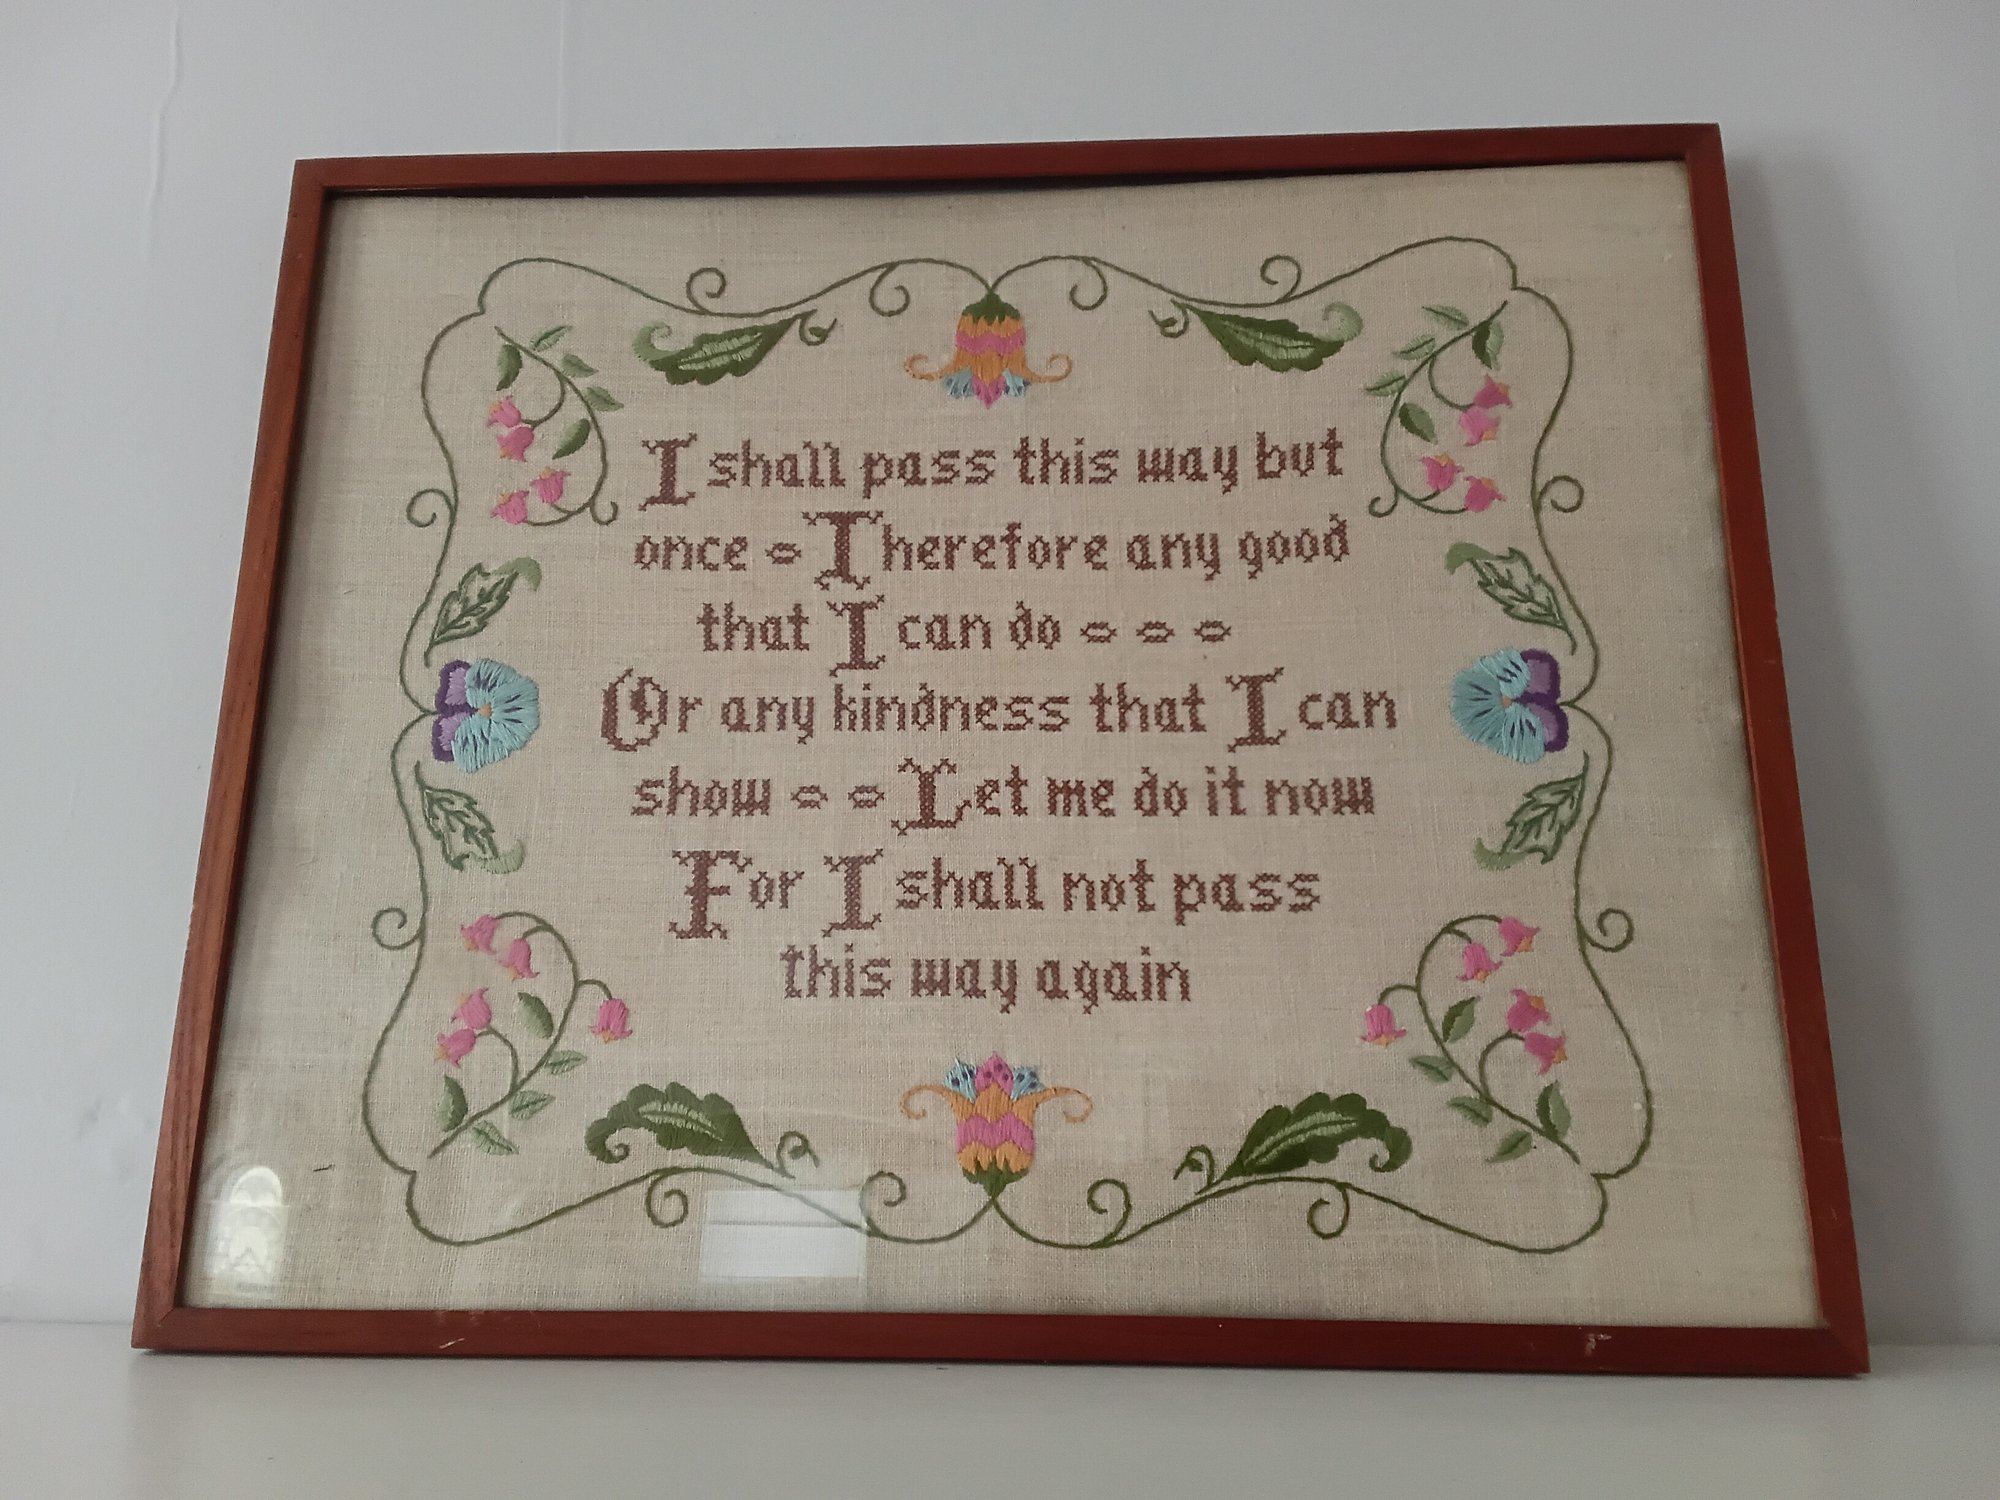 I shall pass this way but
once - Therefore any good
that I can do - - -
Or any kindness that I can
show - - Let me do it now
For I shall not pass
this way again